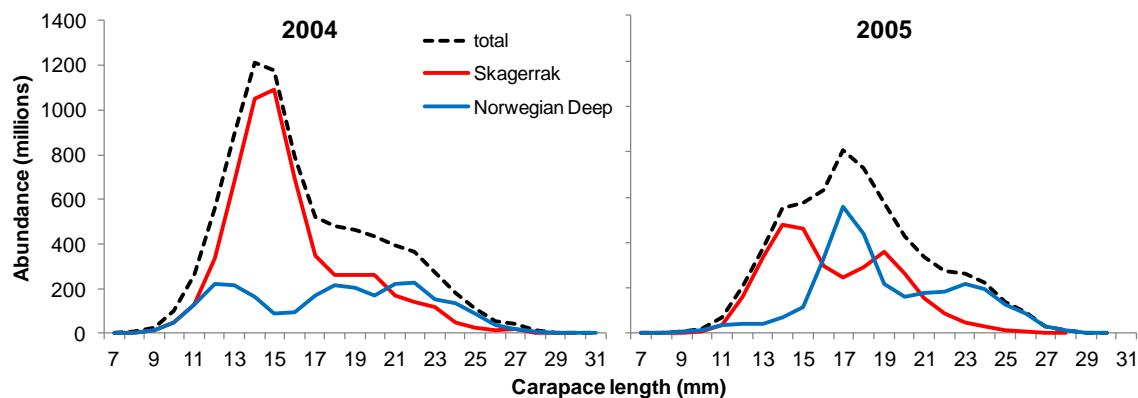 2004
2005
total
Skagerrak
Norwegian Deep
Abundance (millions)
1400
1200
1000
800
600
400
200
0
7 9 11 13 15 17 19 21 23 25 27 29 31
7 9 11 13 15 17 19 21 23 25 27 29 31
Carapace length (mm)